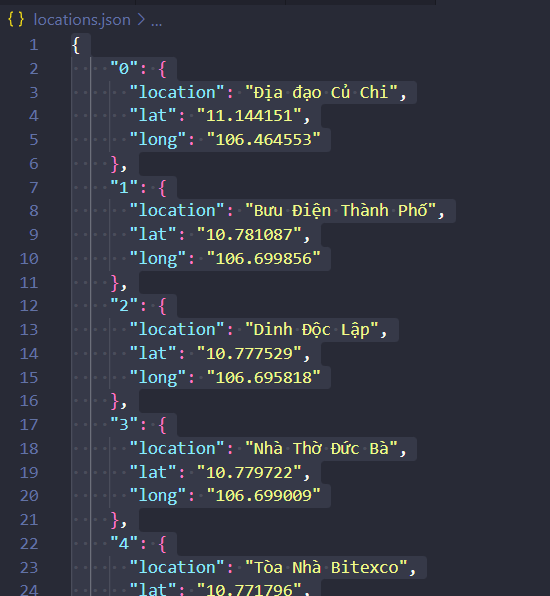 {} locations.json > ...
1 {
2 "0": {
3 "location": "Địa đạo Củ Chi",
4 "lat": "11.144151",
5 "long": "106.464553"
6 },
7 "1": {
8 "location": "Bưu Điện Thành Phố",
9 "lat": "10.781087",
10 "long": "106.699856"
11 },
12 "2": {
13 "location": "Dinh Độc Lập",
14 "lat": "10.777529",
15 "long": "106.695818"
16 },
17 "3": {
18 "location": "Nhà Thờ Đức Bà",
19 "lat": "10.779722",
20 "long": "106.699009"
21 },
22 "4": {
23 "location": "Tòa Nhà Bitexco",
24 "lat": "10.771796",